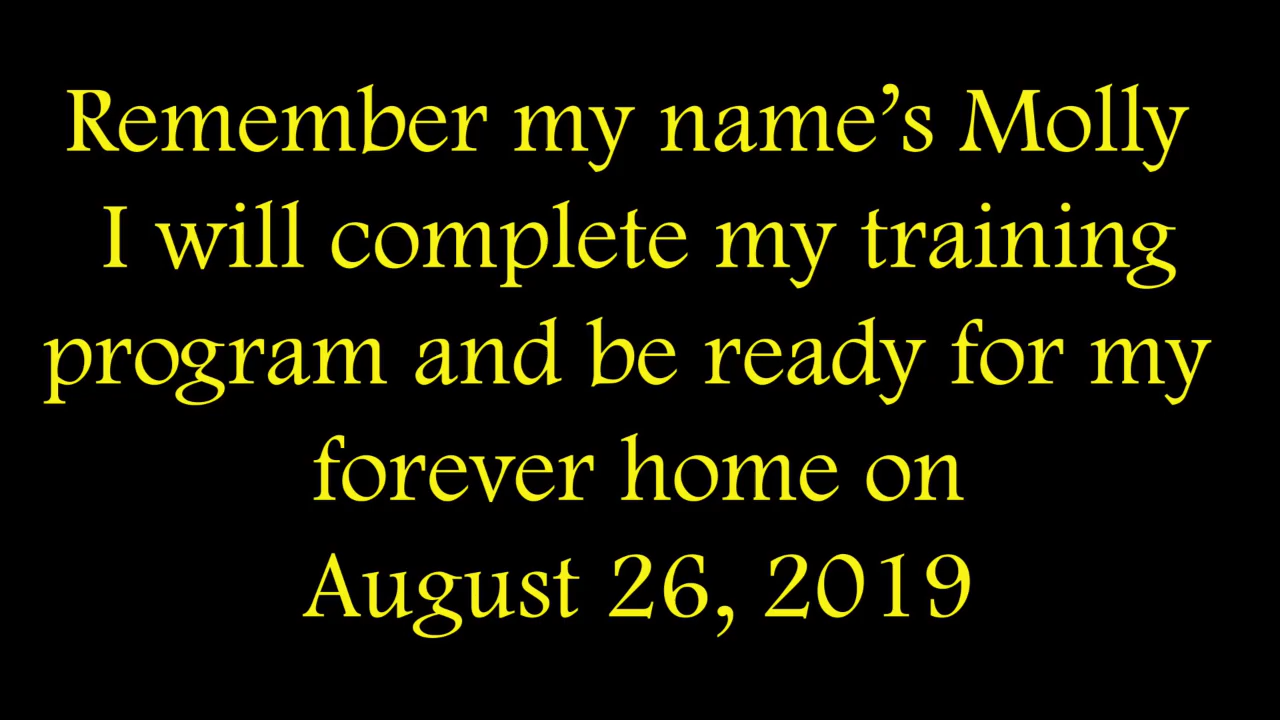 Remember my name’s Molly
I will complete my training
program and be ready for my
forever home on
August 26, 2019